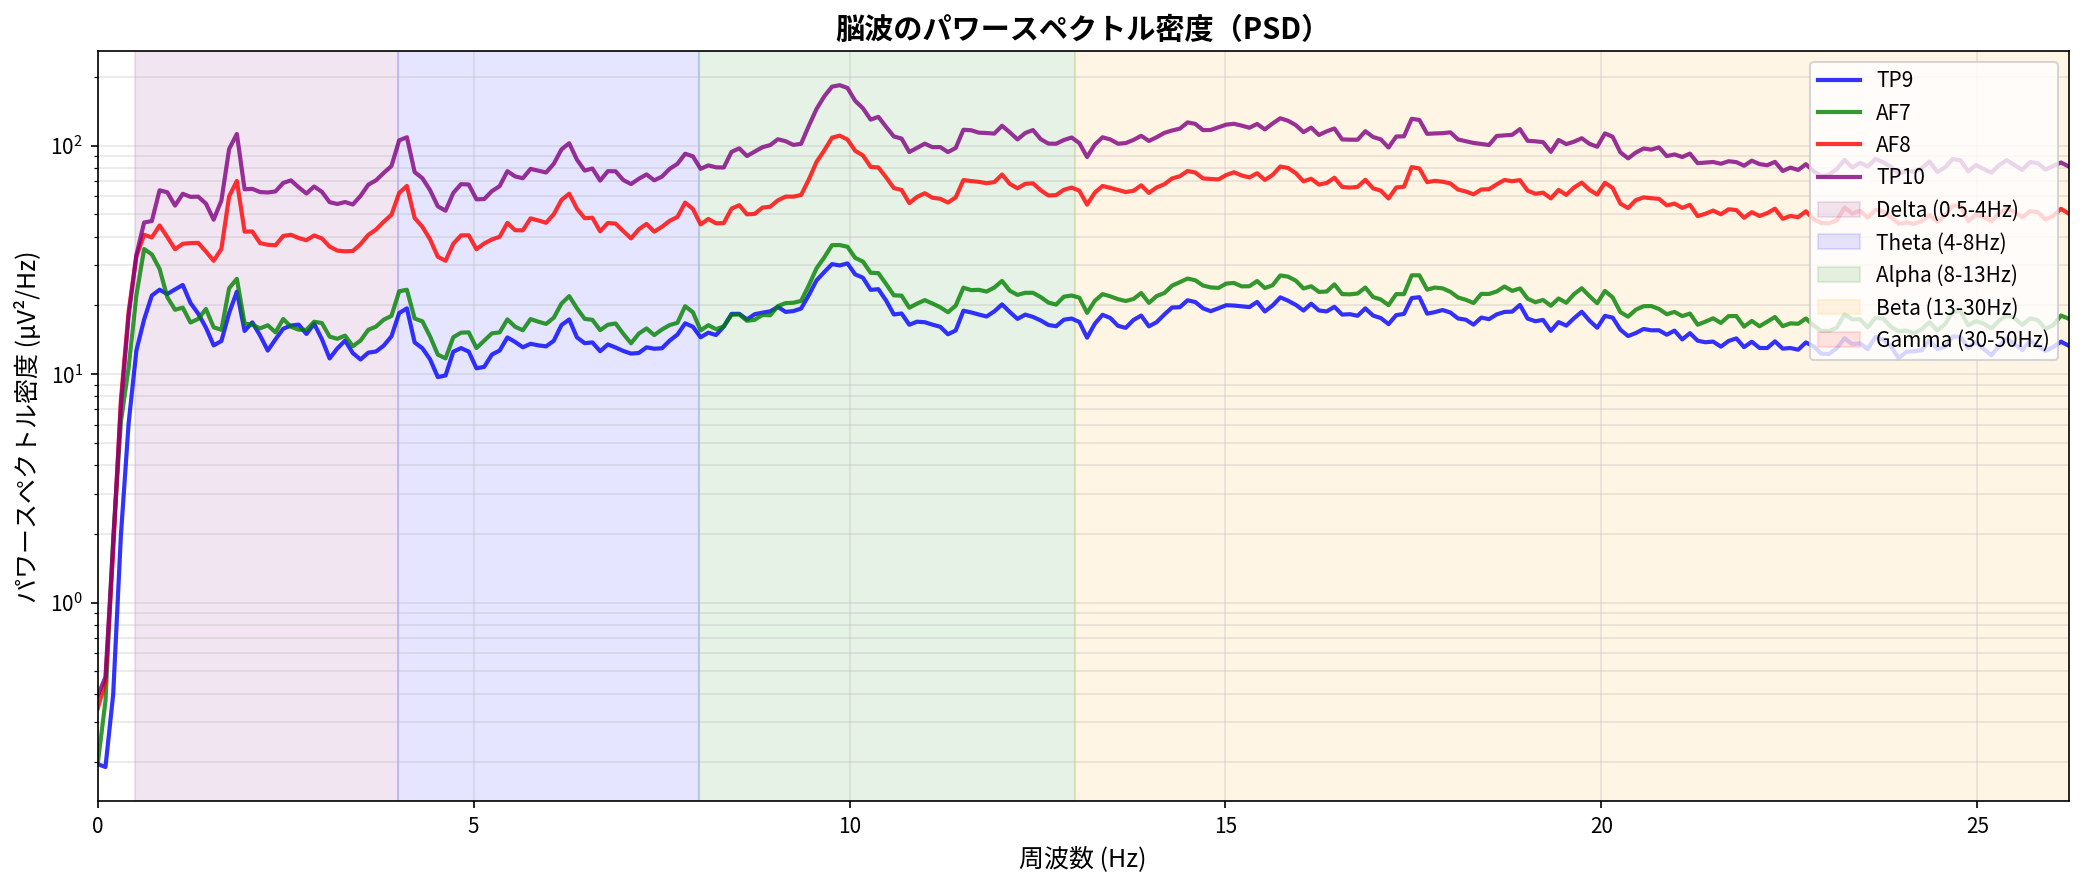 脳波のパワースペクトル密度（PSD）
パワースペクトル密度 (μV²/Hz)
10²
10¹
10⁰
TP9
AF7
AF8
TP10
Delta (0.5-4Hz)
Theta (4-8Hz)
Alpha (8-13Hz)
Beta (13-30Hz)
Gamma (30-50Hz)
0 5 10 15 20 25
周波数 (Hz)